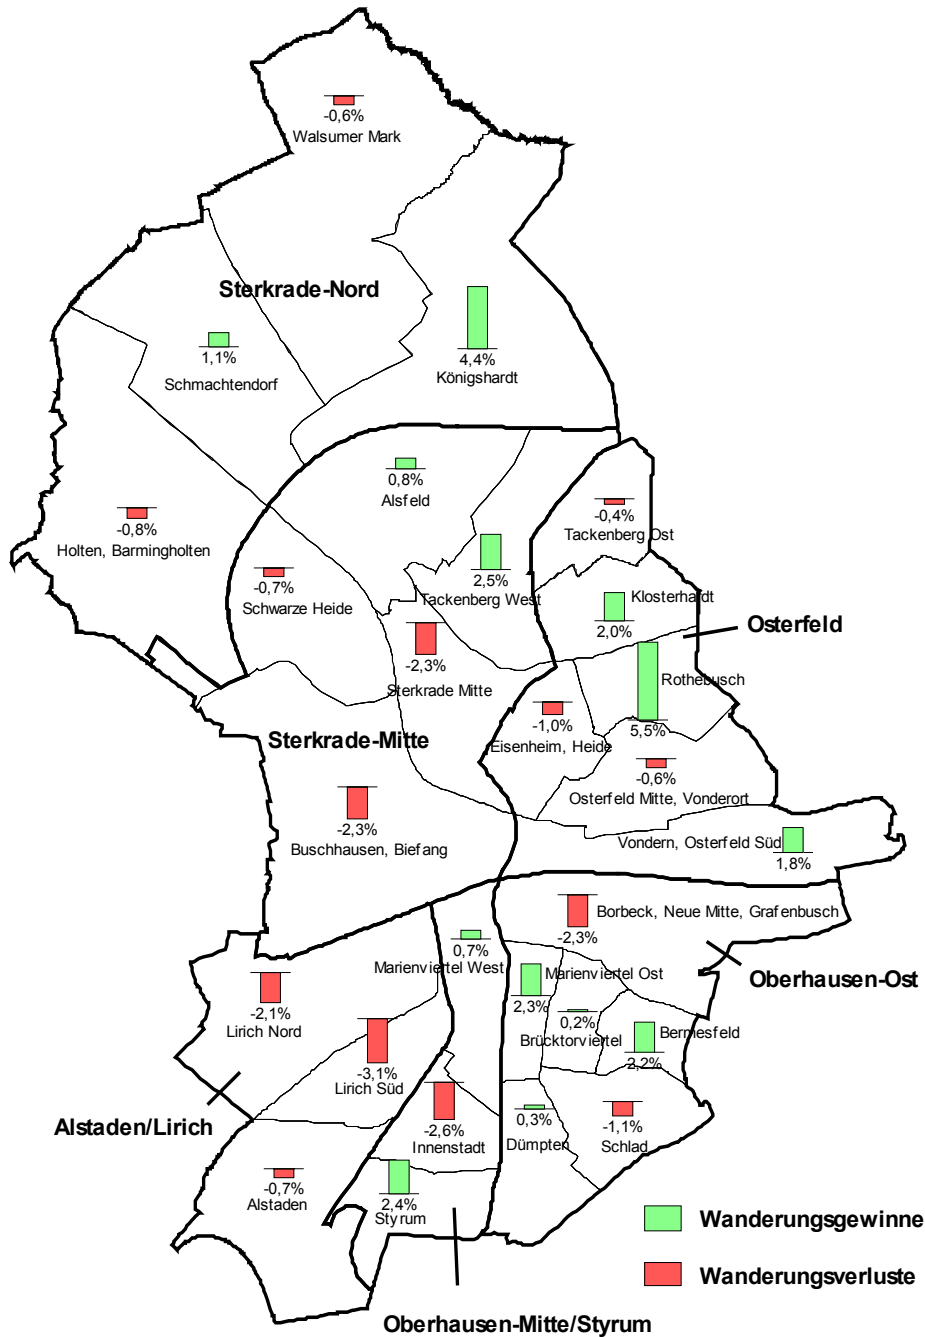 -0,6%
Walsumer Mark
Sterkrade-Nord
1,1%
Schmachtendorf
4,4%
Königshardt
0,8%
Alsfeld
-0,8%
Holten, Barmingholten
-0,4%
Tackenberg Ost
-0,7%
Schwarze Heide
2,5%
Tackenberg West
Klosterhardt
2,0%
Osterfeld
-2,3%
Sterkrade Mitte
Rothebusch
5,5%
-1,0%
Eisenheim, Heide
Sterkrade-Mitte
-0,6%
Osterfeld Mitte, Vonderort
-2,3%
Buschhausen, Biefang
Vondern, Osterfeld Süd
1,8%
Borbeck, Neue Mitte, Grafenbusch
-2,3%
0,7%
Marienviertel West
Marienviertel Ost
2,3%
Oberhausen-Ost
-2,1%
Lirich Nord
0,2%
Brücktorviertel
Bermesfeld
2,2%
-3,1%
Lirich Süd
Alstaden/Lirich
-2,6%
Innenstadt
0,3%
Dümpten
-1,1%
Schlad
-0,7%
Alstaden
2,4%
Styrum
Wanderungsgewinne
Wanderungsverluste
Oberhausen-Mitte/Styrum